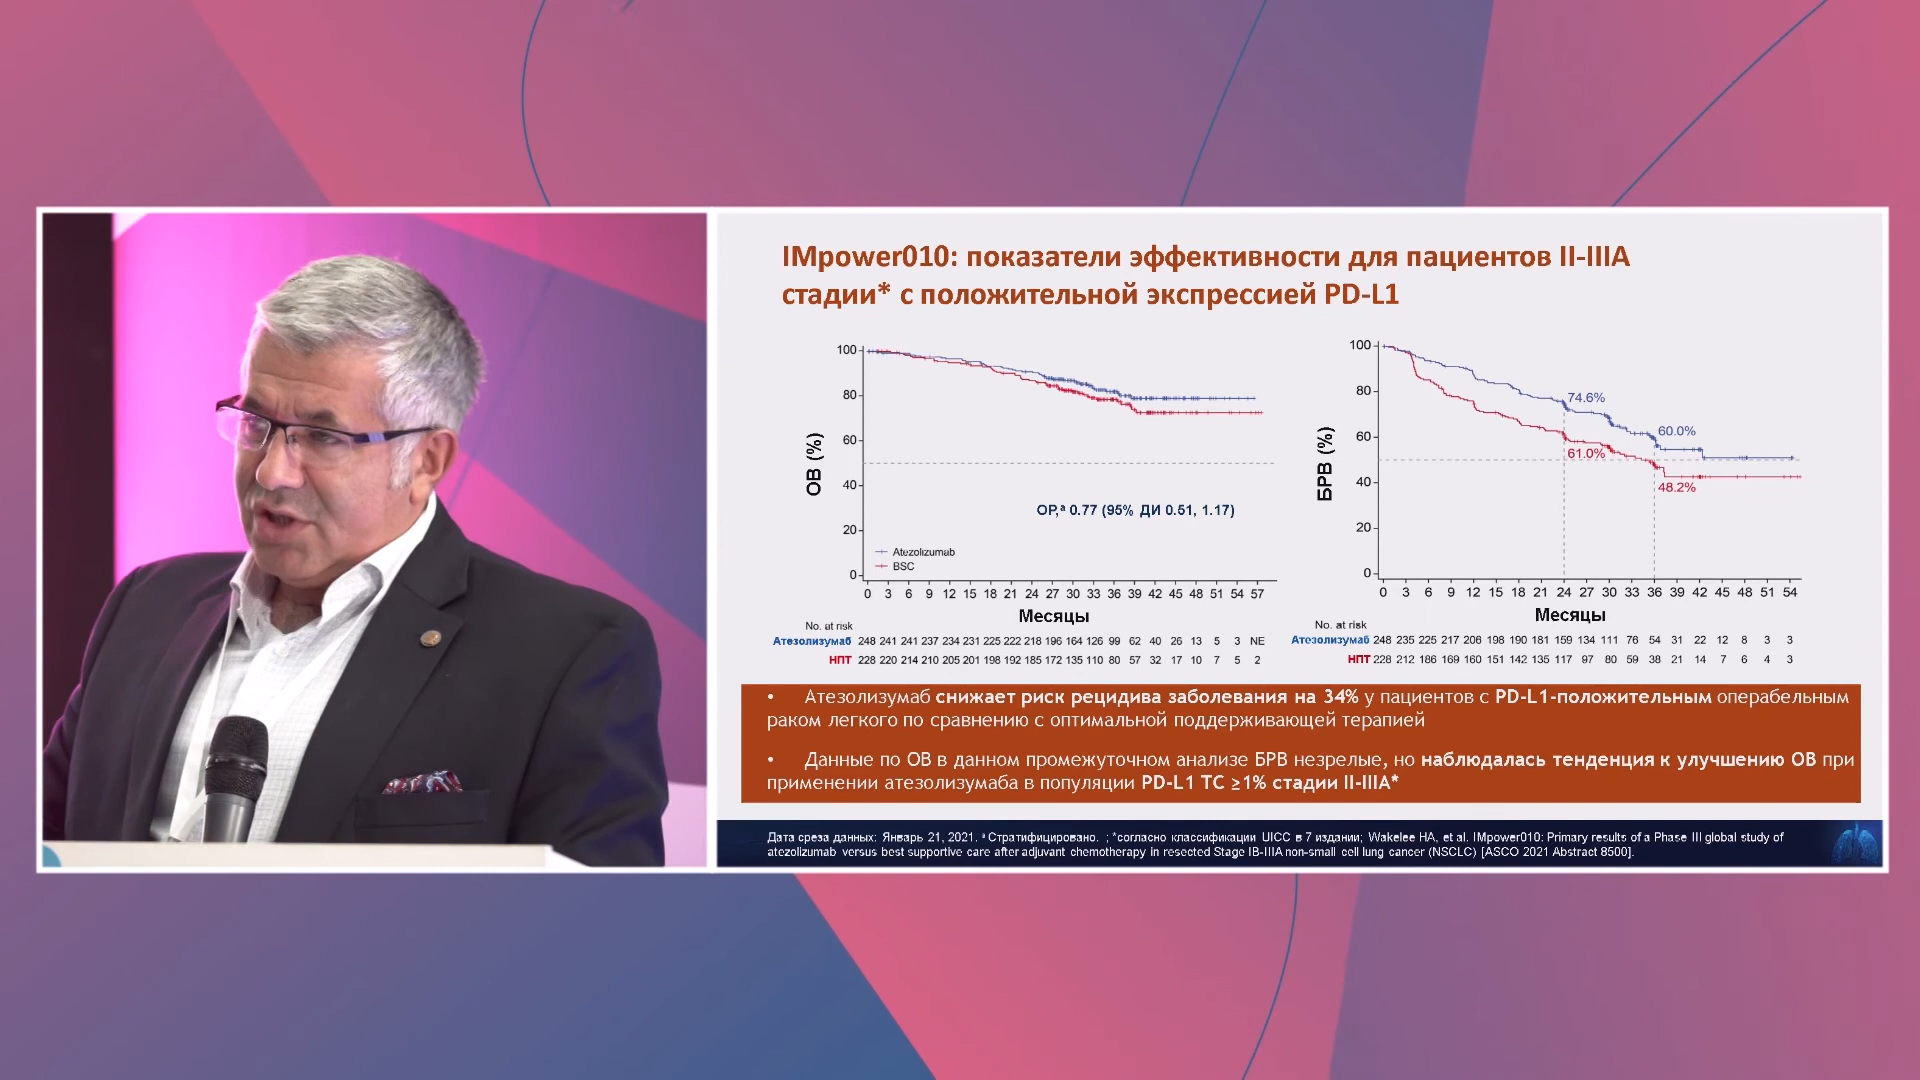 IMpower010: показатели эффективности для пациентов II-IIIA
стадии* с положительной экспрессией PD-L1
100
80
60
40
20
0
ОВ (%)
ОР,ª 0.77 (95% ДИ 0.51, 1.17)
Atezolizumab
BSC
0 3 6 9 12 15 18 21 24 27 30 33 36 39 42 45 48 51 54 57
Месяцы
No. at risk
Атезолизумаб 248 241 241 237 234 231 225 222 218 196 164 126 99 62 40 26 13 5 3 NE
НПТ 228 220 214 210 205 201 198 192 185 172 135 110 80 57 32 17 10 7 5 2
100
80
60
40
20
0
БРВ (%)
74.6%
61.0%
60.0%
48.2%
0 3 6 9 12 15 18 21 24 27 30 33 36 39 42 45 48 51 54
Месяцы
No. at risk
Атезолизумаб 248 235 225 217 206 198 190 181 159 134 111 76 54 31 22 12 8 3 3
НПТ 228 212 186 169 160 151 142 135 117 97 80 59 38 21 14 7 6 4 3
• Атезолизумаб снижает риск рецидива заболевания на 34% у пациентов с PD-L1-положительным операбельным
раком легкого по сравнению с оптимальной поддерживающей терапией
• Данные по ОВ в данном промежуточном анализе БРВ незрелые, но наблюдалась тенденция к улучшению ОВ при
применении атезолизумаба в популяции PD-L1 TC ≥1% стадии II-IIIA*
Дата среза данных: Январь 21, 2021. ª Стратифицировано. ; *согласно классификации UICC в 7 издании; Wakelee HA, et al. IMpower010: Primary results of a Phase III global study of
atezolizumab versus best supportive care after adjuvant chemotherapy in resected Stage IB-IIIA non-small cell lung cancer (NSCLC) [ASCO 2021 Abstract 8500].